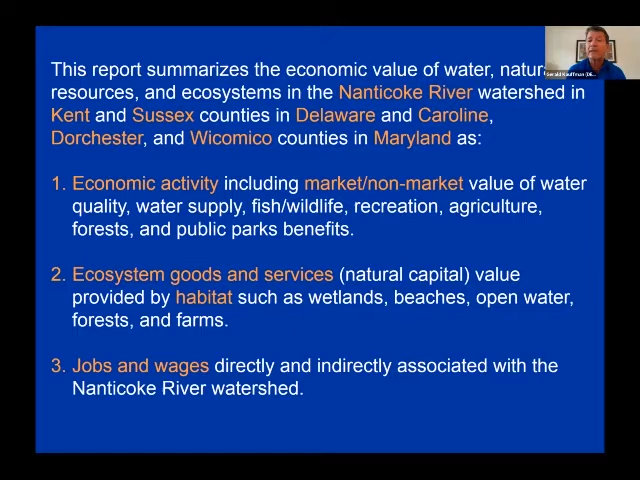 This report summarizes the economic value of water, natur
resources, and ecosystems in the Nanticoke River watershed in
Kent and Sussex counties in Delaware and Caroline,
Dorchester, and Wicomico counties in Maryland as:
1. Economic activity including market/non-market value of water
quality, water supply, fish/wildlife, recreation, agriculture,
forests, and public parks benefits.
2. Ecosystem goods and services (natural capital) value
provided by habitat such as wetlands, beaches, open water,
forests, and farms.
3. Jobs and wages directly and indirectly associated with the
Nanticoke River watershed.
Gerald Kauffman (DE...